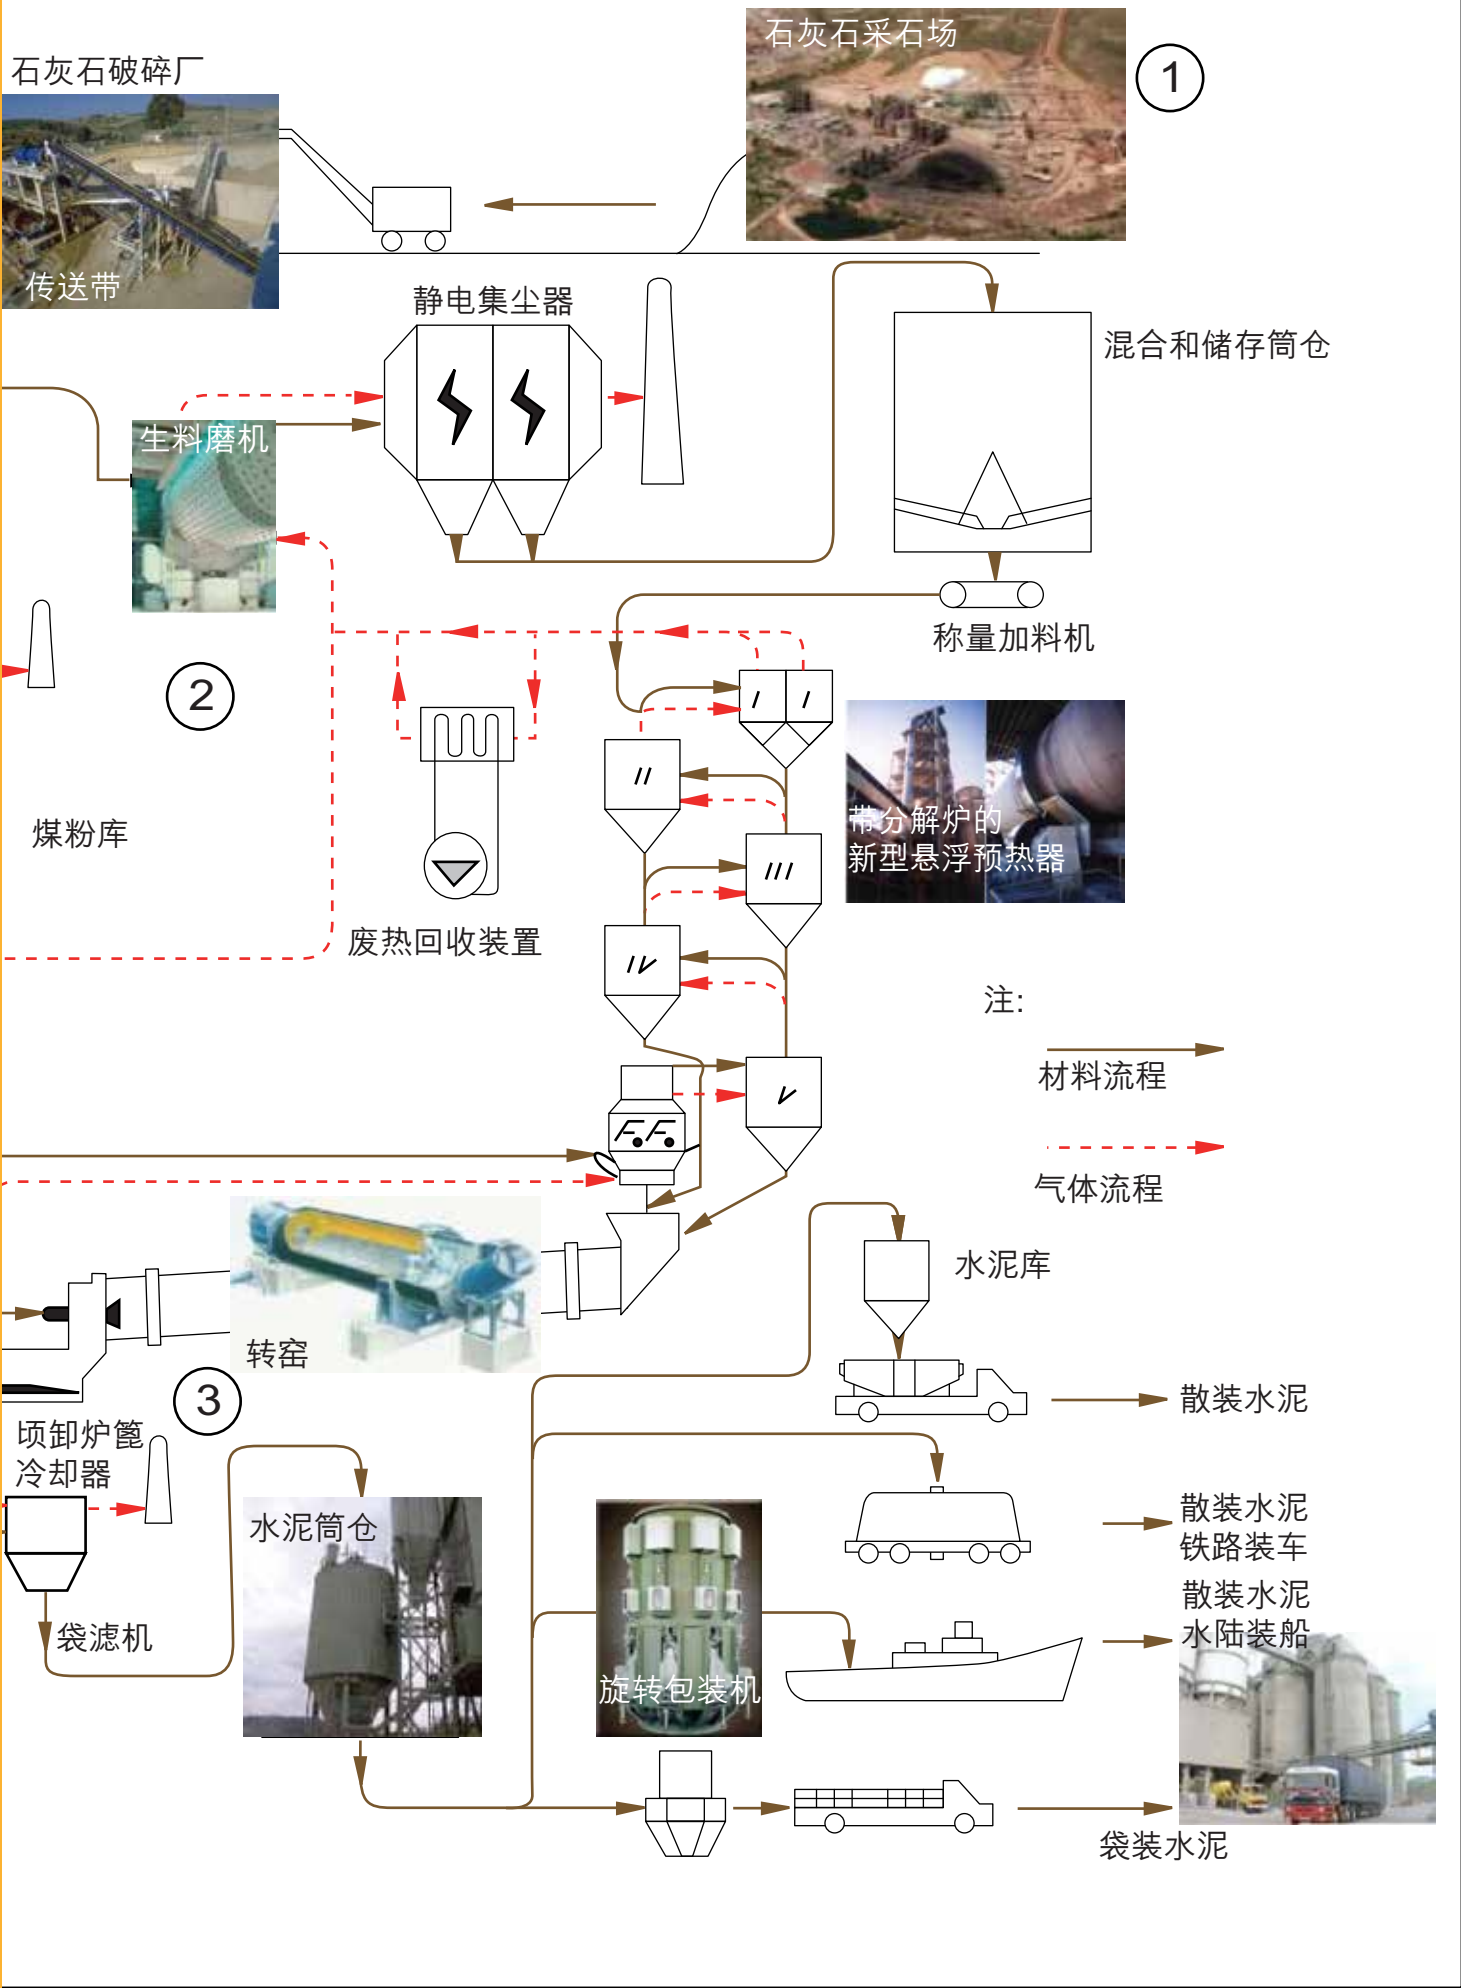 石灰石采石场
1
石灰石破碎厂
传送带
静电集尘器
混合和储存筒仓
生料磨机
称量加料机
2
I
I
II
带分解炉的
新型悬浮预热器
煤粉库
III
废热回收装置
IV
注:
材料流程
V
F.F.
气体流程
水泥库
转窑
3
散装水泥
顷卸炉篦
冷却器
水泥筒仓
散装水泥
铁路装车
散装水泥
水陆装船
袋滤机
旋转包装机
袋装水泥